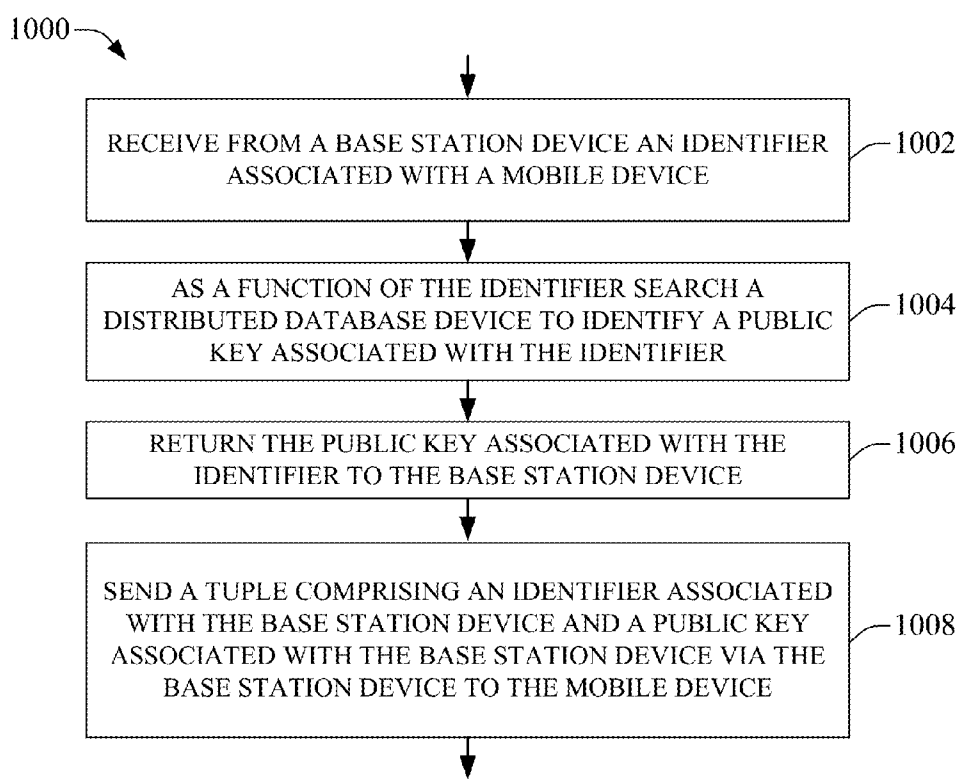 1000
RECEIVE FROM A BASE STATION DEVICE AN IDENTIFIER
ASSOCIATED WITH A MOBILE DEVICE
1002
AS A FUNCTION OF THE IDENTIFIER SEARCH A
DISTRIBUTED DATABASE DEVICE TO IDENTIFY A PUBLIC
KEY ASSOCIATED WITH THE IDENTIFIER
1004
RETURN THE PUBLIC KEY ASSOCIATED WITH THE
IDENTIFIER TO THE BASE STATION DEVICE
1006
SEND A TUPLE COMPRISING AN IDENTIFIER ASSOCIATED
WITH THE BASE STATION DEVICE AND A PUBLIC KEY
ASSOCIATED WITH THE BASE STATION DEVICE VIA THE
BASE STATION DEVICE TO THE MOBILE DEVICE
1008